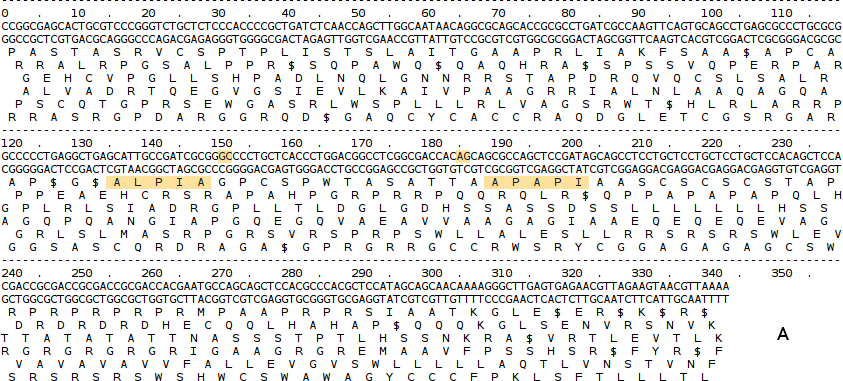 0 . 10 . 20 . 30 . 40 . 50 . 60 . 70 . 80 . 90 . 100 . 110 .
CCGGCGAGCACTGCGTCCCGGGTCTGCTCTCCCACCCCGCTGATCTCAACCAGCTTGGCAATAACAGGCGCAGCACCGCGCCTGATCGCCAAGTTCAGTGCAGCCTGAGCGCCCTGCGCG
GGCCGCTCGTGACGCAGGGCCCAGACGAGAGGGTGGGGCGACTAGAGTTGGTCGAACCGTTATTGTCCGCGTCGTGGCGCGGACTAGCGGTTCAAGTCACGTCGGACTCGCGGGACGCGC
P A S T A S R V C S P T P L I S T S L A I T G A A P R L I A K F S A A $ A P C A
R R A L R P G S A L P P R $ S Q P A W Q $ Q A Q H R A $ S P S S V Q P E R P A R
G E H C V P G L L S H P A D L N Q L G N N R R S T A P D R Q V Q C S L S A L R
A L V A D R T Q E G V G S I E V L K A I V P A A G R R I A L N L A A Q A G Q A
P S C Q T G P R S E W G A S R L W S P L L L R L V A G S R W T $ H L R L A R R P
R R A S R G P D A R G G R Q D $ G A Q C Y C A C C R A Q D G L E T C G S R G A R
120 . 130 . 140 . 150 . 160 . 170 . 180 . 190 . 200 . 210 . 220 . 230 .
GCCCCCTGAGGCTGAGCATTGCCGATCGCGGGCCCCTGCTCACCCTGGACGGCCTCGGCGACCACAGCAGCGCCAGCTCCGATAGCAGCCTCCTGCTCCTGCTCCTGCTCCACAGCTCCA
CGGGGGACTCCGACTCGTAACGGCTAGCGCCCGGGGACGAGTGGGACCTGCCGGAGCCGCTGGTGTCGTCGCGGTCGAGGCTATCGTCGGAGGACGAGGACGAGGACGAGGTGTCGAGGT
A P $ G $ A L P I A G P C S P W T A S A T T A A P A P I A A S C S C S C S T A P
P P E A E H C R S R A P A H P G R P R R P Q Q R Q L R $ Q P P A P A P A P Q L H
G P L R L S I A D R G P L L T L D G L G D H S S A S S D S S L L L L L L L H S S
A G Q P Q A N G I A P G Q E G Q V A E A V V A A G A G I A A E Q E Q E Q E V A G
G R L S L M A S R P G R S V R S P R P S W L L A L E S L L R R S R S R S W L E V
G G S A S C Q R D R A G A $ G P R G R R G C C R W S R Y C G G A G A G A G C S W
240 . 250 . 260 . 270 . 280 . 290 . 300 . 310 . 320 . 330 . 340 . 350 .
CGACCGCGACCGCGACCGCGACCACGAATGCCAGCAGCTCCACGCCCACGCTCCATAGCAGCAACAAAAGGGCTTGAGTGAGAACGTTAGAAGTAACGTTAAAA
GCTGGCGCTGGCGCTGGCGCTGGTGCTTACGGTCGTCGAGGTGCGGGTGCGAGGTATCGTCGTTGTTTTCCCGAACTCACTCTTGCAATCTTCATTGCAATTTT
R P R P R P R P R M P A A P R P R S I A A T K G L E $ E R $ K $ R $
D R D R D R D H E C Q Q L H A H A P $ Q Q Q K G L S E N V R S N V K
T T A T A T A T T N A S S S T P T L H S S N K R A $ V R T L E V T L K
R G R G R G R G R I G A A G R G R E M A A V F P S S H S R $ F Y R $ F
V A V A V A V V F A L L E V G V S W L L L L L A Q T L V N S T V N F
S R S R S R S W S H W C S W A W A G Y C C C F P K L S F T L L L T L
A